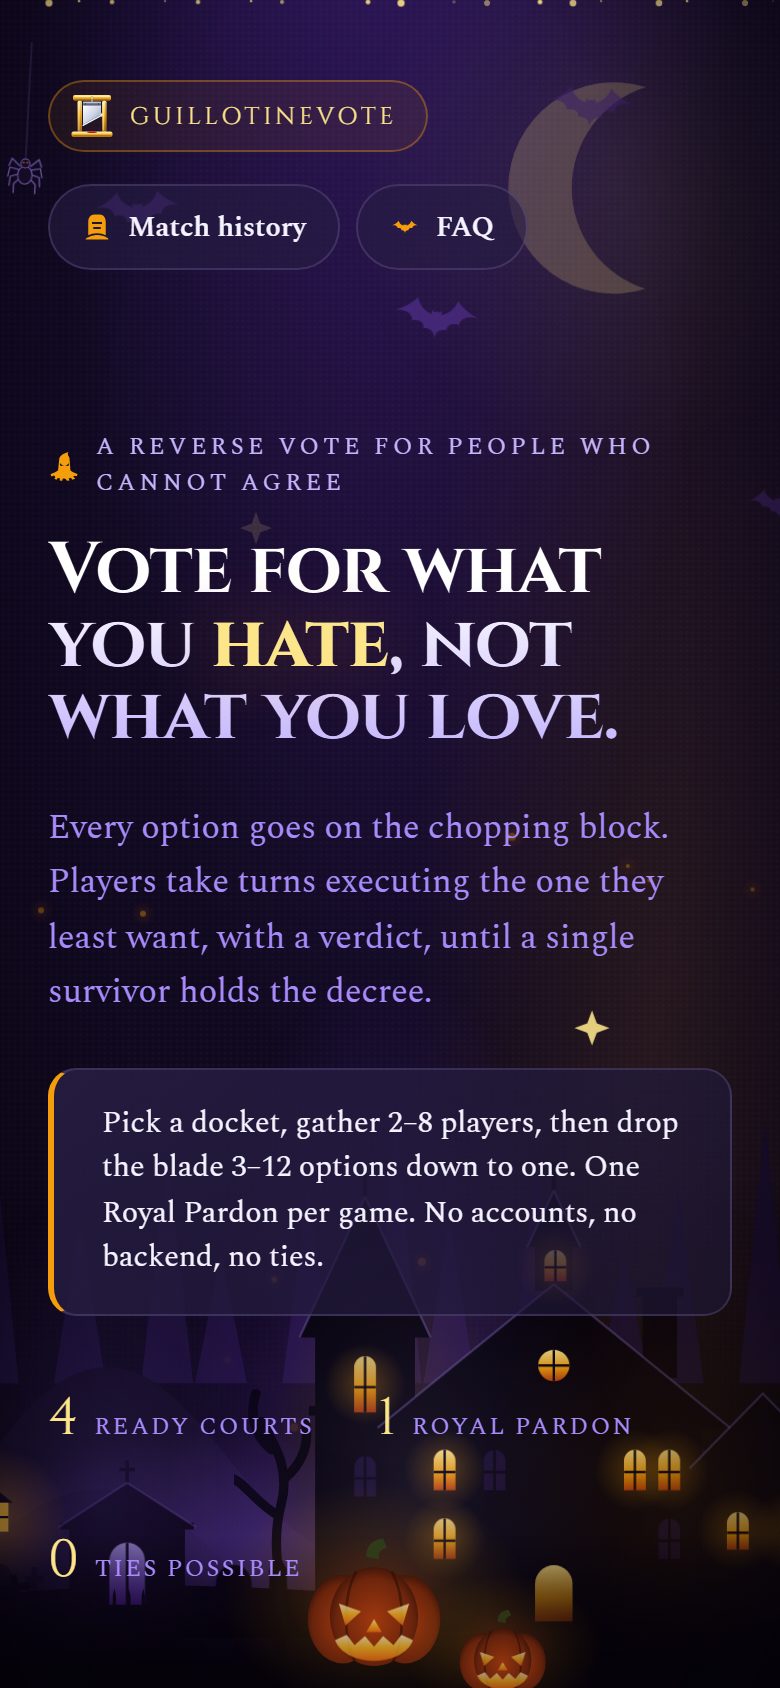 GUILLOTINEVOTE
Match history
FAQ
A REVERSE VOTE FOR PEOPLE WHO
CANNOT AGREE
VOTE FOR WHAT
YOU HATE, NOT
WHAT YOU LOVE.
Every option goes on the chopping block.
Players take turns executing the one they
least want, with a verdict, until a single
survivor holds the decree.
Pick a docket, gather 2–8 players, then drop
the blade 3–12 options down to one. One
Royal Pardon per game. No accounts, no
backend, no ties.
4 READY COURTS
1 ROYAL PARDON
0 TIES POSSIBLE